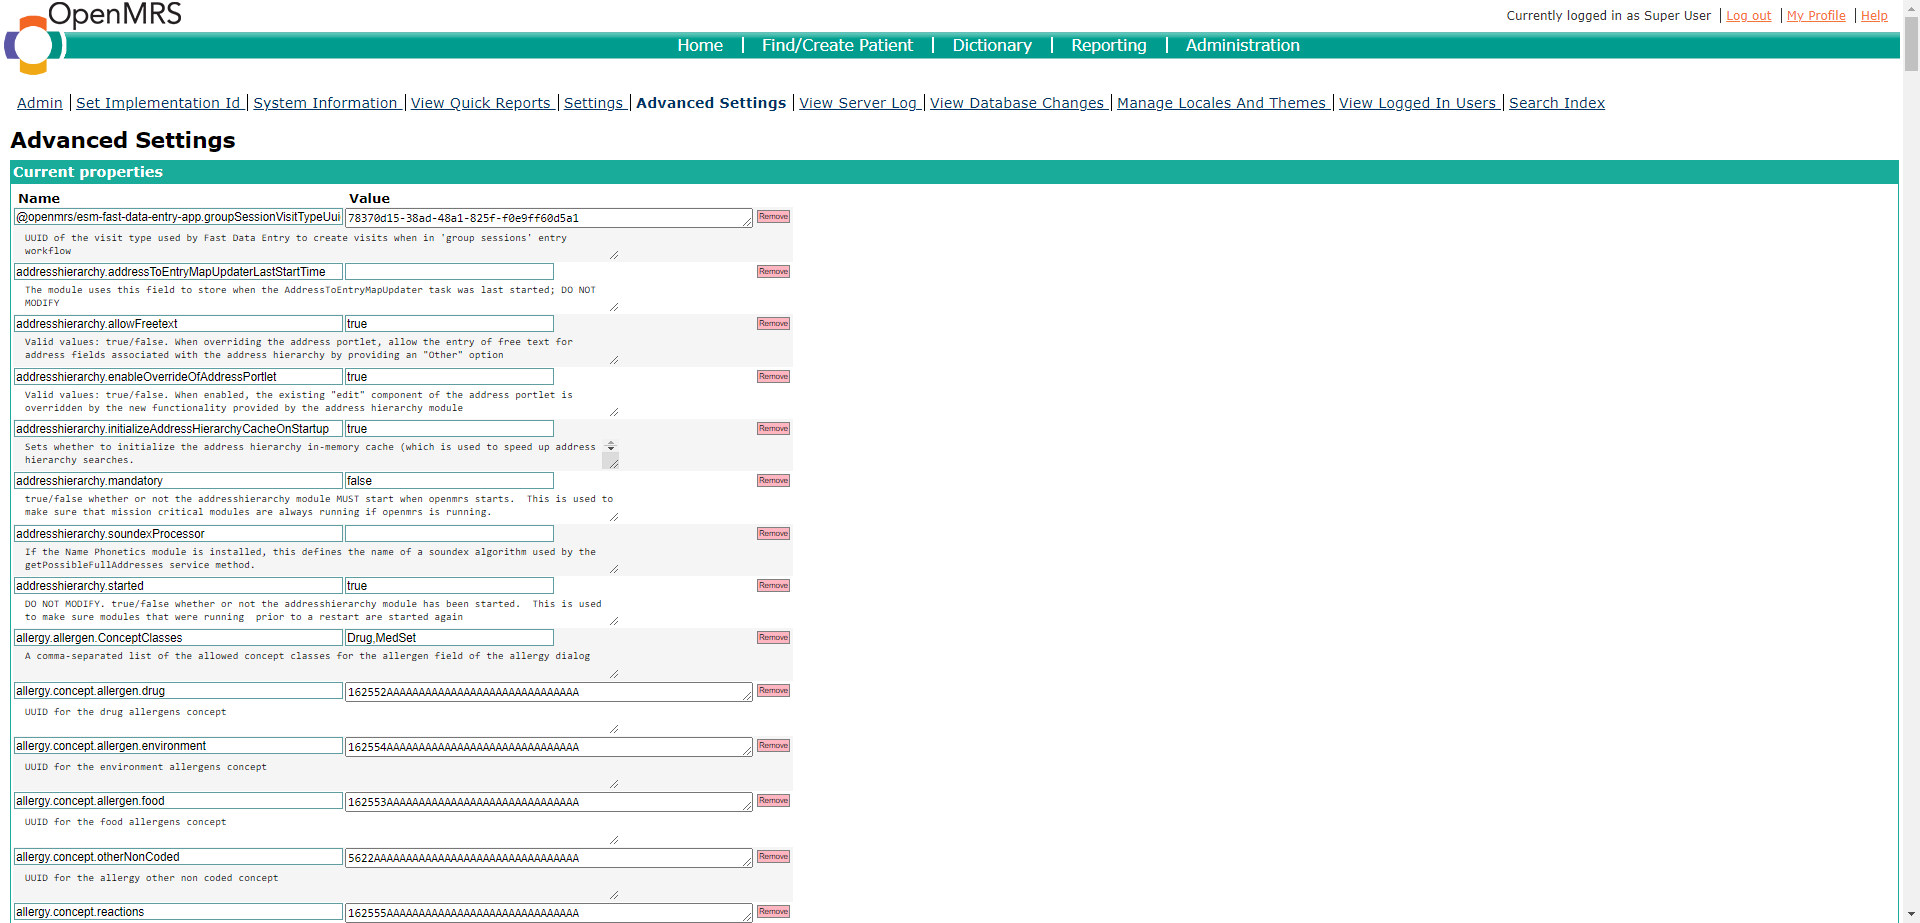 OpenMRS
Currently logged in as Super User Log out My Profile Help
Home Find/Create Patient Dictionary Reporting Administration
Admin Set Implementation Id System Information View Quick Reports Settings Advanced Settings View Server Log View Database Changes Manage Locales And Themes View Logged In Users Search Index
Advanced Settings
Current properties
Name Value
@openmrs/esm-fast-data-entry-app.groupSessionVisitTypeUui 78370d15-38ad-48a1-825f-f0e9ff60d5a1 Remove
UUID of the visit type used by Fast Data Entry to create visits when in 'group sessions' entry
workflow
addresshierarchy.addressToEntryMapUpdaterLastStartTime Remove
The module uses this field to store when the AddressToEntryMapUpdater task was last started; DO NOT
MODIFY
addresshierarchy.allowFreetext true Remove
Valid values: true/false. When overriding the address portlet, allow the entry of free text for
address fields associated with the address hierarchy by providing an "Other" option
addresshierarchy.enableOverrideOfAddressPortlet true Remove
Valid values: true/false. When enabled, the existing "edit" component of the address portlet is
overridden by the new functionality provided by the address hierarchy module
addresshierarchy.initializeAddressHierarchyCacheOnStartup true Remove
Sets whether to initialize the address hierarchy in-memory cache (which is used to speed up address
hierarchy searches.
addresshierarchy.mandatory false Remove
true/false whether or not the addresshierarchy module MUST start when openmrs starts. This is used to
make sure that mission critical modules are always running if openmrs is running.
addresshierarchy.soundexProcessor Remove
If the Name Phonetics module is installed, this defines the name of a soundex algorithm used by the
getPossibleFullAddresses service method.
addresshierarchy.started true Remove
DO NOT MODIFY. true/false whether or not the addresshierarchy module has been started. This is used
to make sure modules that were running prior to a restart are started again
allergy.allergen.ConceptClasses Drug,MedSet Remove
A comma-separated list of the allowed concept classes for the allergen field of the allergy dialog
allergy.concept.allergen.drug 162552AAAAAAAAAAAAAAAAAAAAAAAAAAAAAA Remove
UUID for the drug allergens concept
allergy.concept.allergen.environment 162554AAAAAAAAAAAAAAAAAAAAAAAAAAAAAA Remove
UUID for the environment allergens concept
allergy.concept.allergen.food 162553AAAAAAAAAAAAAAAAAAAAAAAAAAAAAA Remove
UUID for the food allergens concept
allergy.concept.otherNonCoded 5622AAAAAAAAAAAAAAAAAAAAAAAAAAAAAAAA Remove
UUID for the allergy other non coded concept
allergy.concept.reactions 162555AAAAAAAAAAAAAAAAAAAAAAAAAAAAAA Remove